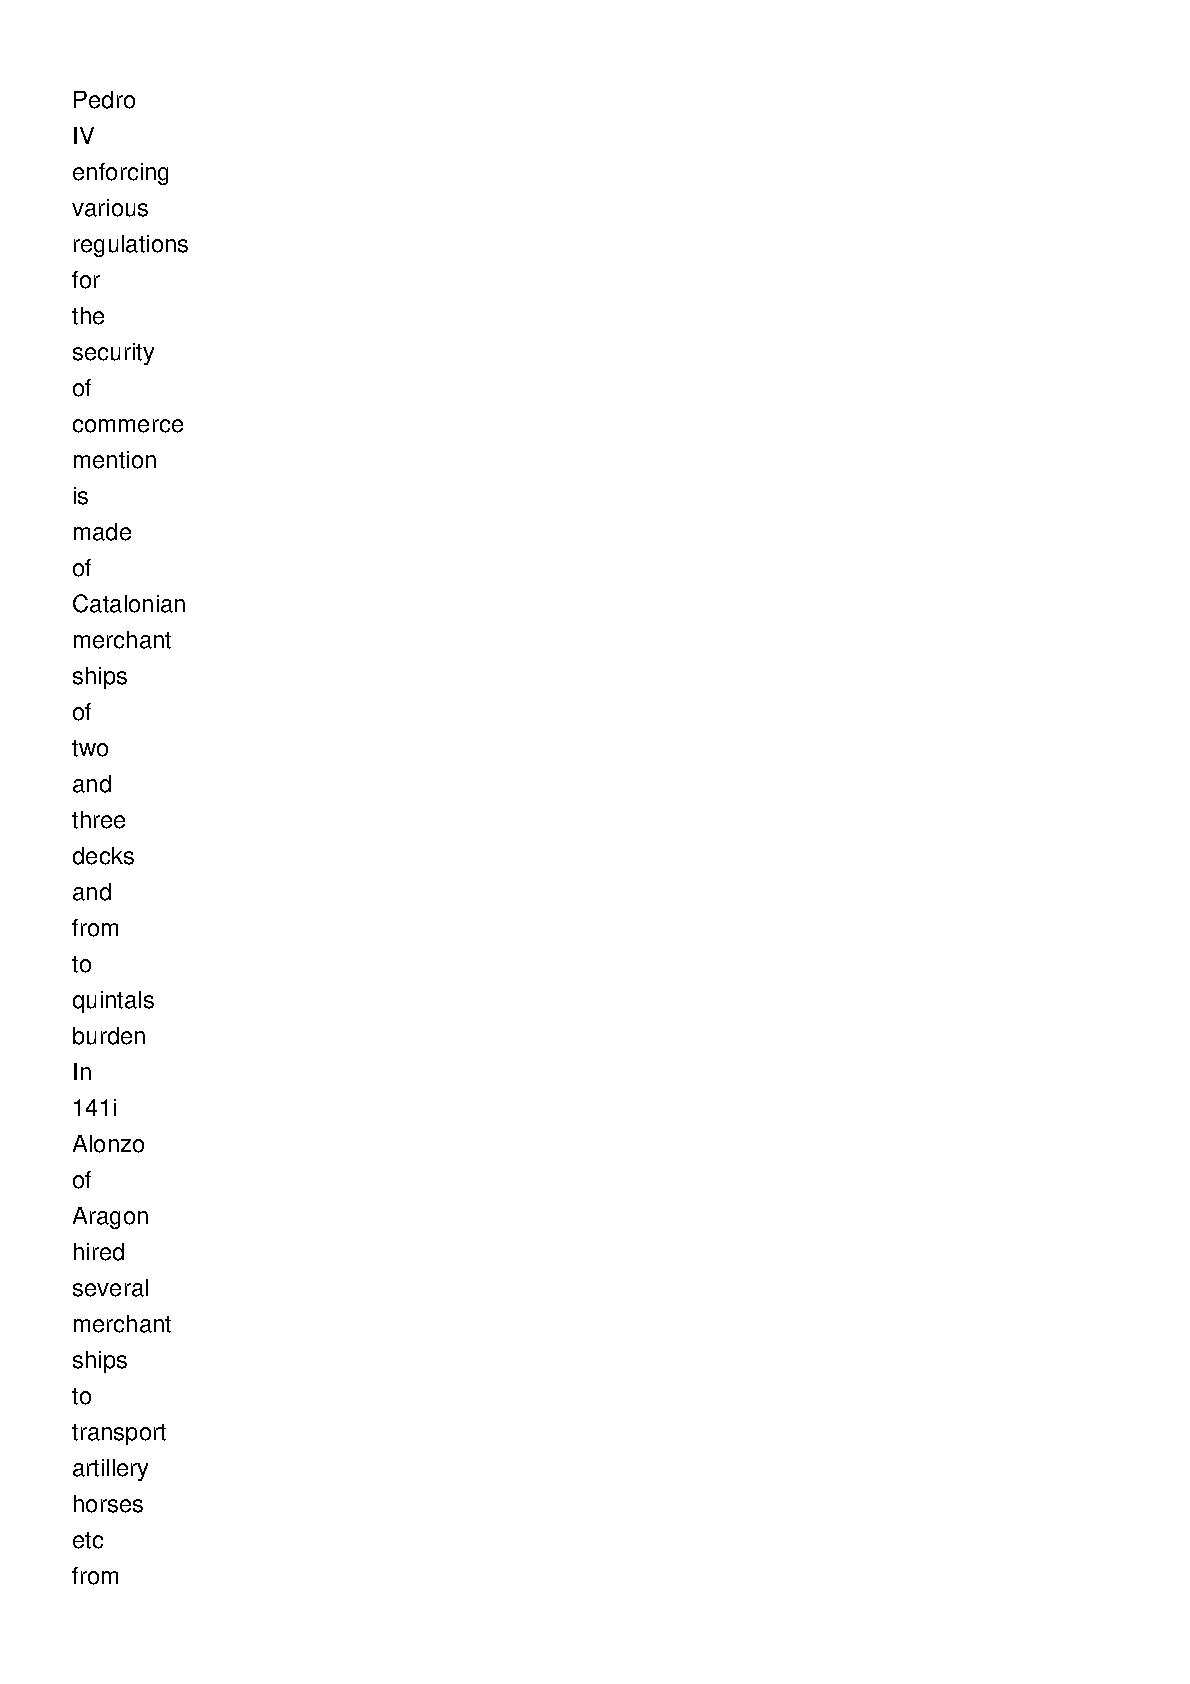 Pedro
IV
enforcing
various
regulations
for
the
security
of
commerce
mention
is
made
of
Catalonian
merchant
ships
of
two
and
three
decks
and
from
to
quintals
burden
In
141i
Alonzo
of
Aragon
hired
several
merchant
ships
to
transport
artillery
horses
etc
from